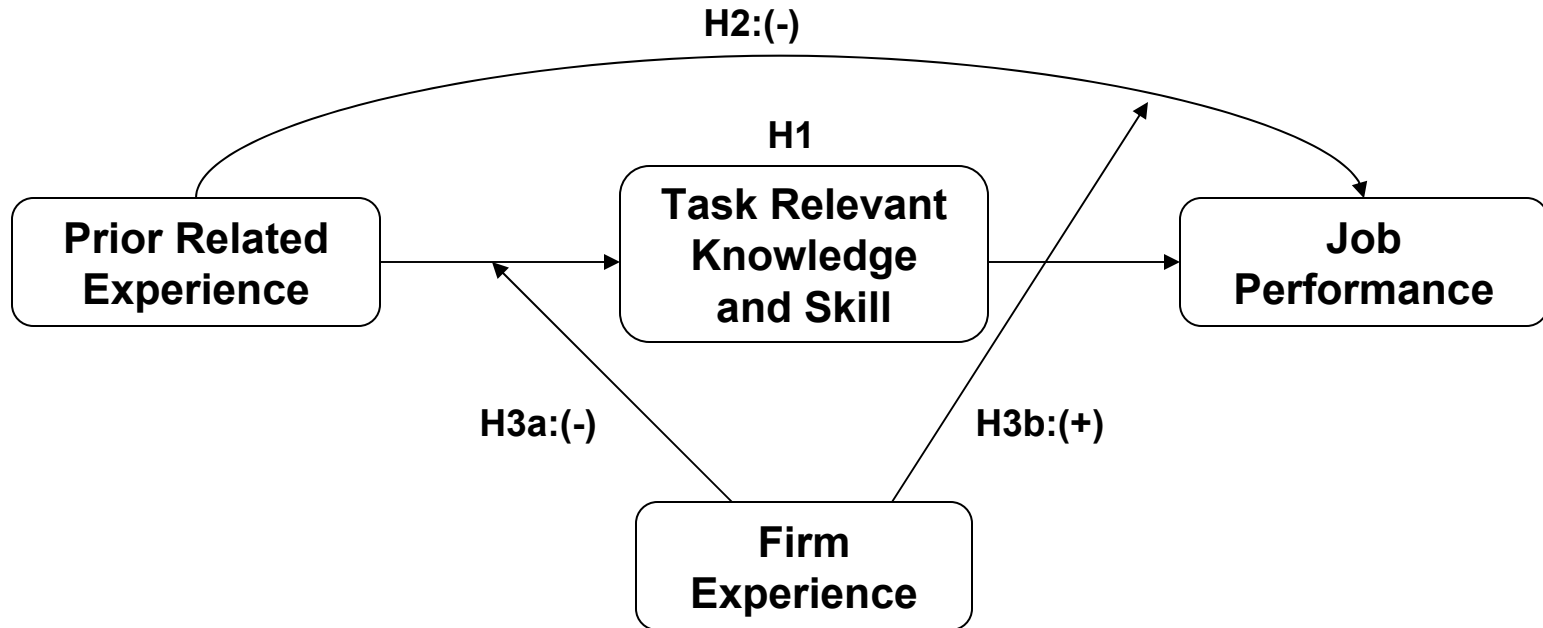 H2:(-)
H1
Prior Related
Experience
Task Relevant
Knowledge
and Skill
Job
Performance
H3a:(-)
H3b:(+)
Firm
Experience